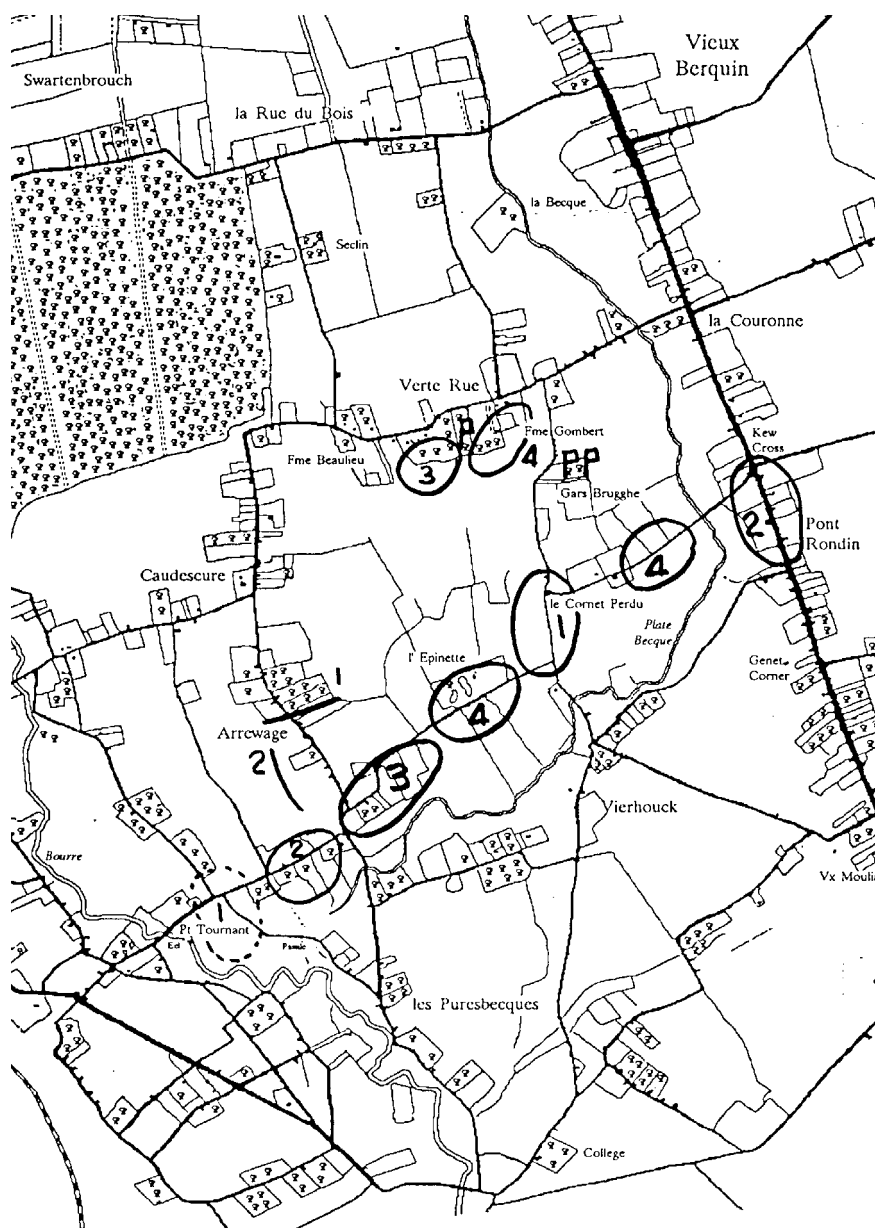 Vieux
Berquin
Swartenbrouch
la Rue du Bois
la Becque
Seclin
la Couronne
Verte Rue
Kew
Cross
Fme Gombert
Fme Beaulieu
3
4
Gars Brugghe
2
Pont
Rondin
4
Caudescure
le Cornet Perdu
1
Plate
Becque
l' Epinette
Genet
Corner
1
4
Arrewage
2
3
Vierhouck
2
Bourre
Vx Mouli
1
Pt Tournant
Ed
les Puresbecques
College